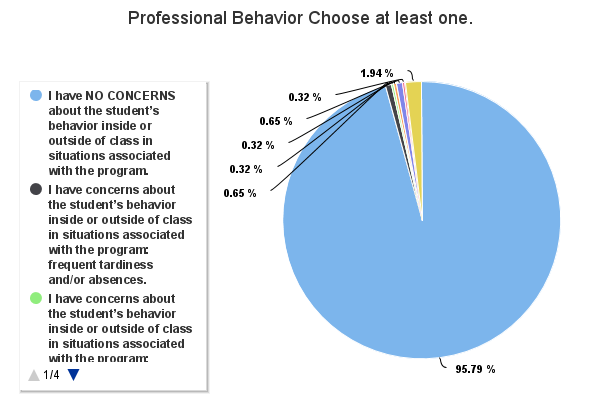 Professional Behavior Choose at least one.
I have NO CONCERNS
about the student's
behavior inside or
outside of class in
situations associated
with the program.
I have concerns about
the student's behavior
inside or outside of class
in situations associated
with the program:
frequent tardiness
and/or absences.
I have concerns about
the student's behavior
inside or outside of class
in situations associated
with the program:
1/4
1.94 %
0.32 %
0.65 %
0.32 %
0.32 %
0.65 %
95.79 %